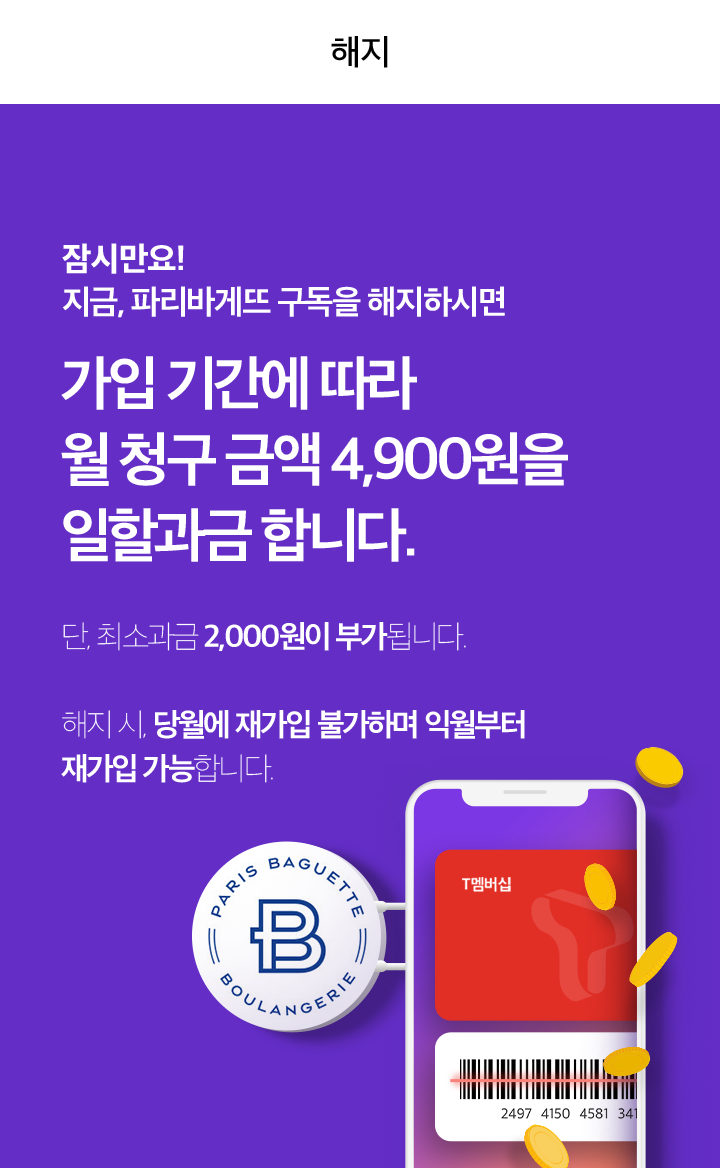 해지
잠시만요!
지금, 파리바게뜨 구독을 해지하시면
가입 기간에 따라
월 청구 금액 4,900원을
일할과금 합니다.
단, 최소과금 2,000원이 부가됩니다.
해지 시, 당월에 재가입 불가하며 익월부터
재가입 가능합니다.
T멤버십
PARIS BAGUETTE
B
BOULANGERIE
2497 4150 4581 341